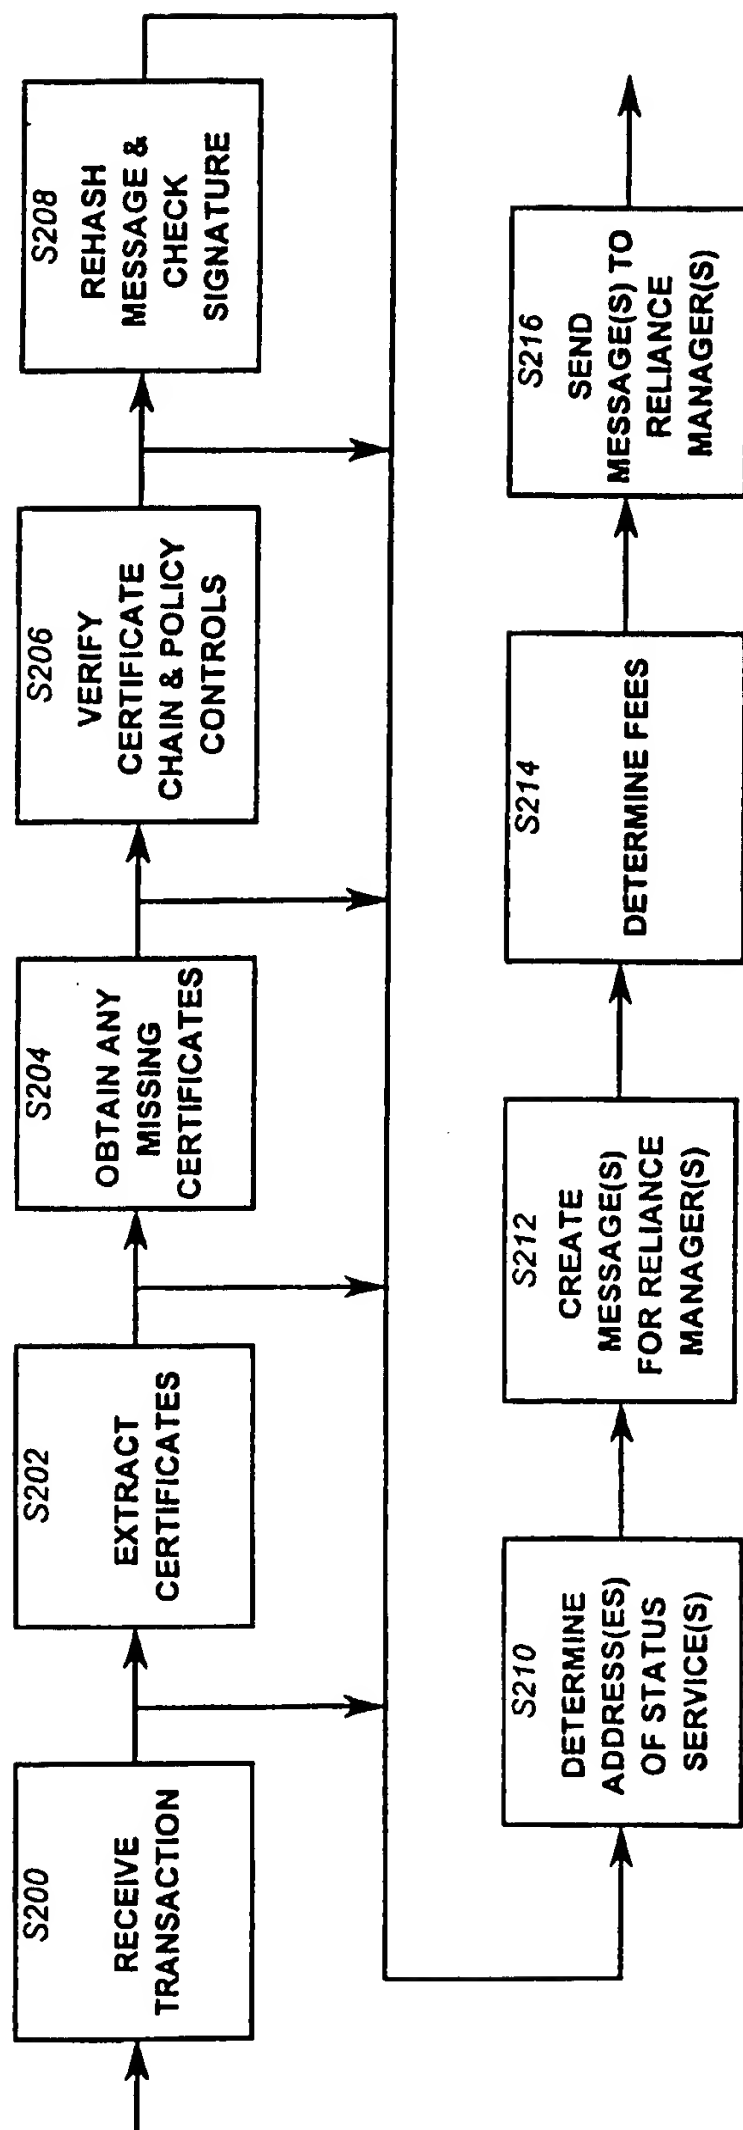 S200
RECEIVE
TRANSACTION
S202
EXTRACT
CERTIFICATES
S204
OBTAIN ANY
MISSING
CERTIFICATES
S206
VERIFY
CERTIFICATE
CHAIN & POLICY
CONTROLS
S208
REHASH
MESSAGE &
CHECK
SIGNATURE
S210
DETERMINE
ADDRESS(ES)
OF STATUS
SERVICE(S)
S212
CREATE
MESSAGE(S)
FOR RELIANCE
MANAGER(S)
S214
DETERMINE FEES
S216
SEND
MESSAGE(S) TO
RELIANCE
MANAGER(S)